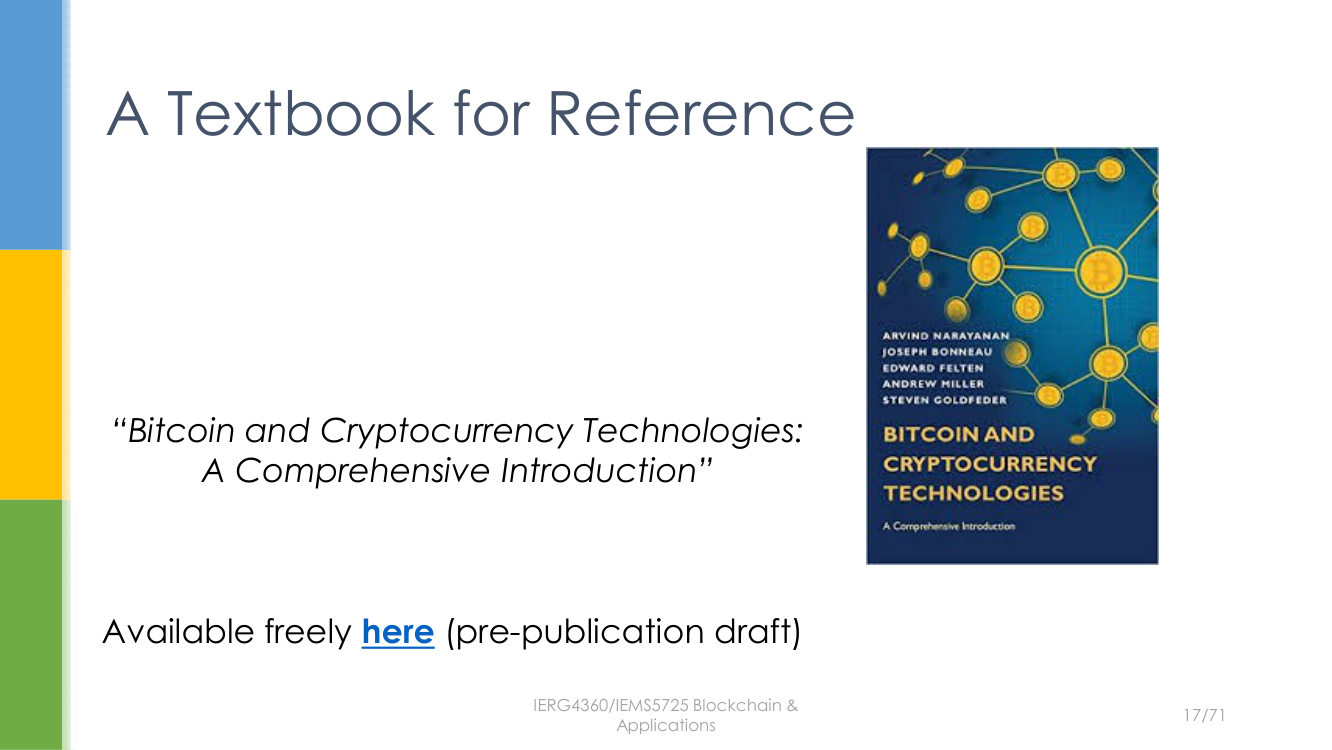 A Textbook for Reference
ARVIND NARAYANAN
JOSEPH BONNEAU
EDWARD FELTEN
ANDREW MILLER
STEVEN GOLDFEDER
BITCOIN AND
CRYPTOCURRENCY
TECHNOLOGIES
A Comprehensive Introduction
“Bitcoin and Cryptocurrency Technologies:
A Comprehensive Introduction”
Available freely here (pre-publication draft)
IERG4360/IEMS5725 Blockchain &
Applications
17/71